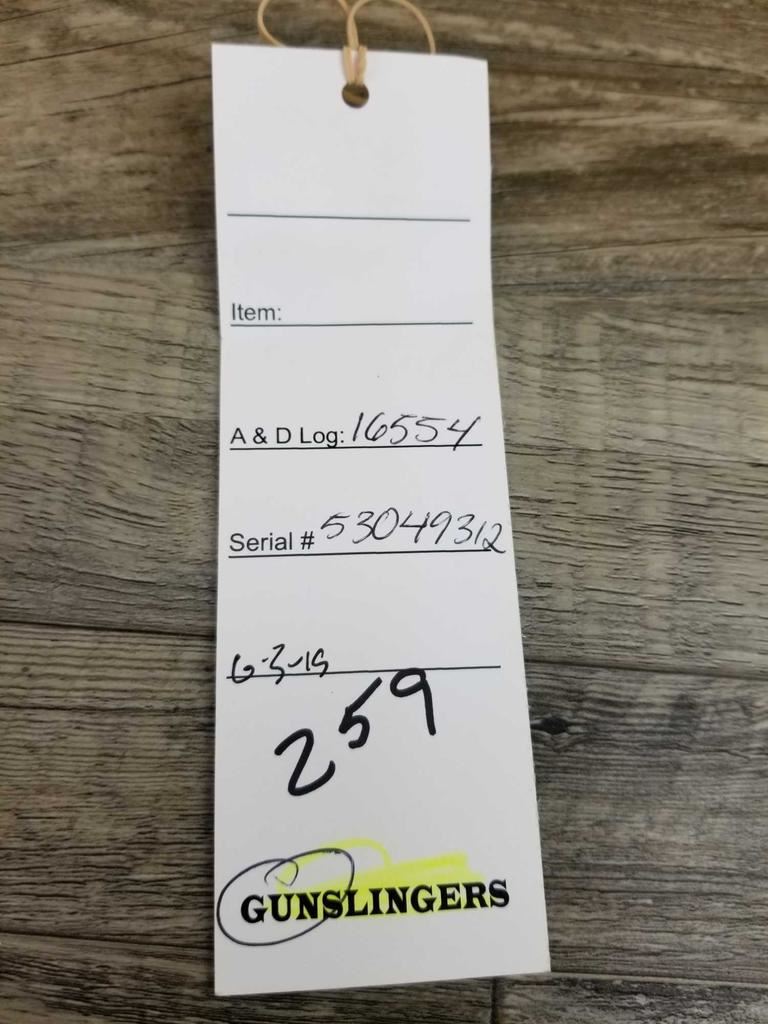 Item:
A & D Log: 16554
Serial # 53049312
6-3-19
259
GUNSLINGERS